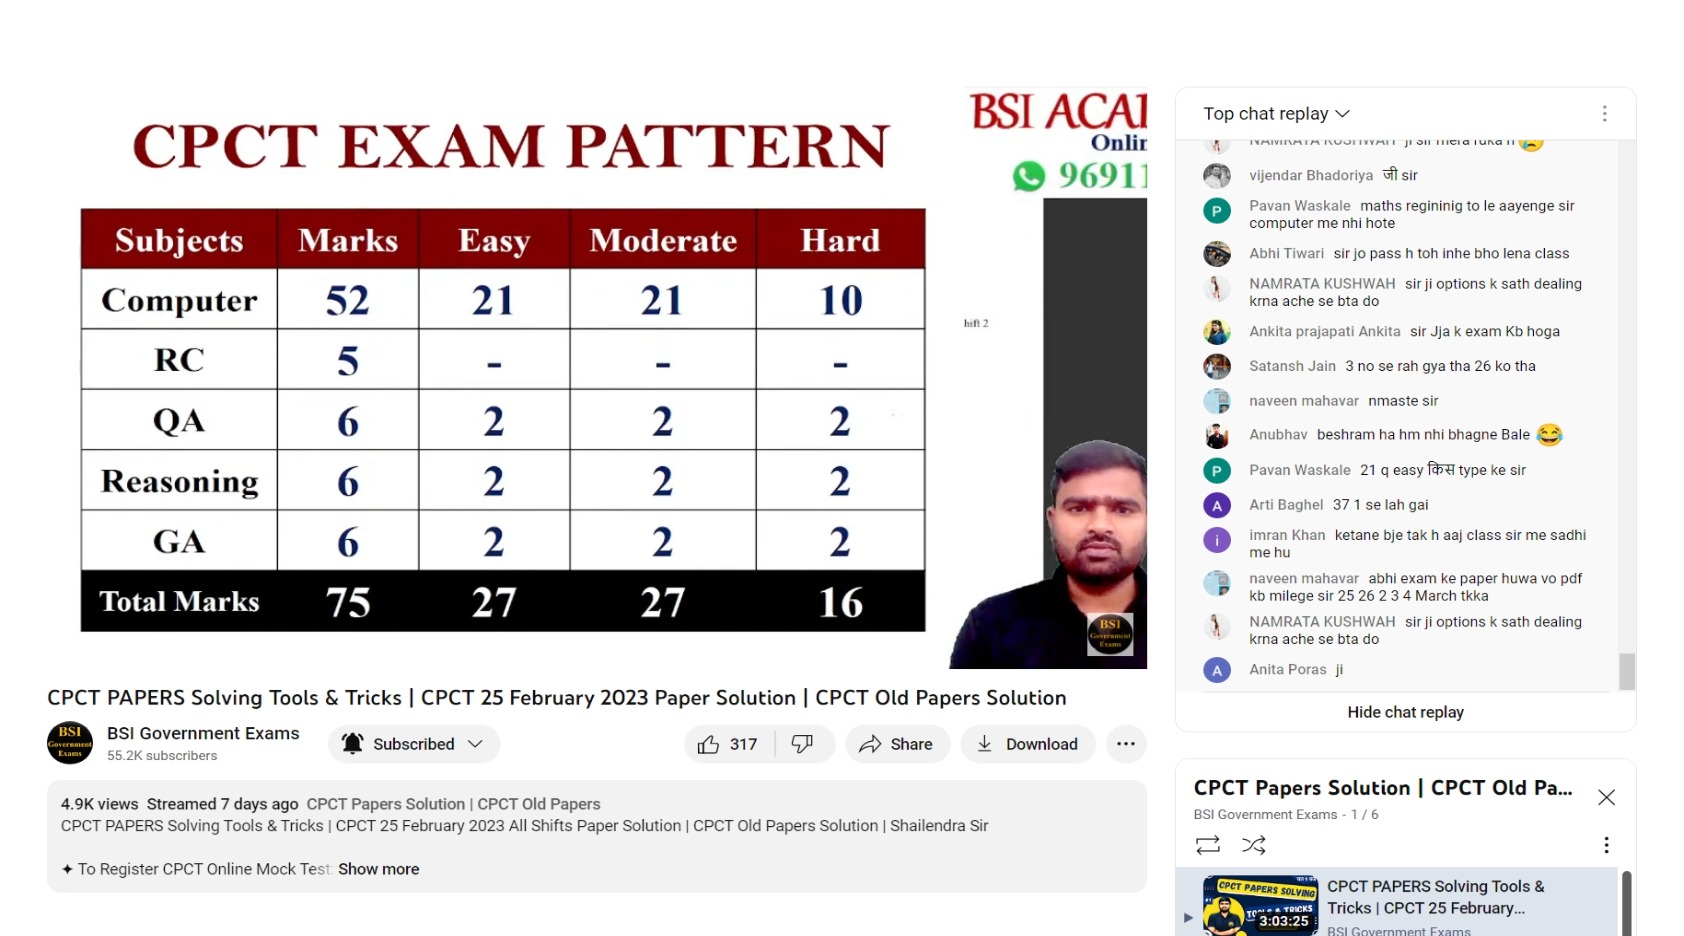 CPCT EXAM PATTERN
BSI
Onlin
96911
Subjects Marks Easy Moderate Hard
Computer 52 21 21 10
RC 5 - - -
QA 6 2 2 2
Reasoning 6 2 2 2
GA 6 2 2 2
Total Marks 75 27 27 16
hift 2
BSI
Government
Exams
CPCT PAPERS Solving Tools & Tricks | CPCT 25 February 2023 Paper Solution | CPCT Old Papers Solution
BSI
Government
Exams
BSI Government Exams
55.2K subscribers
Subscribed
317
Share
Download
4.9K views Streamed 7 days ago CPCT Papers Solution | CPCT Old Papers
CPCT PAPERS Solving Tools & Tricks | CPCT 25 February 2023 All Shifts Paper Solution | CPCT Old Papers Solution | Shailendra Sir
✦ To Register CPCT Online Mock Test: Show more
Top chat replay
NAMRATA KUSHWAH ji sir mera ruka h
vijendar Bhadoriya जी sir
P
Pavan Waskale maths regininig to le aayenge sir
computer me nhi hote
Abhi Tiwari sir jo pass h toh inhe bho lena class
NAMRATA KUSHWAH sir ji options k sath dealing
krna ache se bta do
Ankita prajapati Ankita sir Jja k exam Kb hoga
Satansh Jain 3 no se rah gya tha 26 ko tha
naveen mahavar nmaste sir
Anubhav beshram ha hm nhi bhagne Bale 😂
P
Pavan Waskale 21 q easy किस type ke sir
A
Arti Baghel 37 1 se lah gai
i
imran Khan ketane bje tak h aaj class sir me sadhi
me hu
naveen mahavar abhi exam ke paper huwa vo pdf
kb milege sir 25 26 2 3 4 March tkka
NAMRATA KUSHWAH sir ji options k sath dealing
krna ache se bta do
A
Anita Poras ji
Hide chat replay
CPCT Papers Solution | CPCT Old Pa...
BSI Government Exams - 1 / 6
CPCT PAPERS SOLVING
TOOLS & TRICKS
3:03:25
CPCT PAPERS Solving Tools &
Tricks | CPCT 25 February...
BSI Government Exams